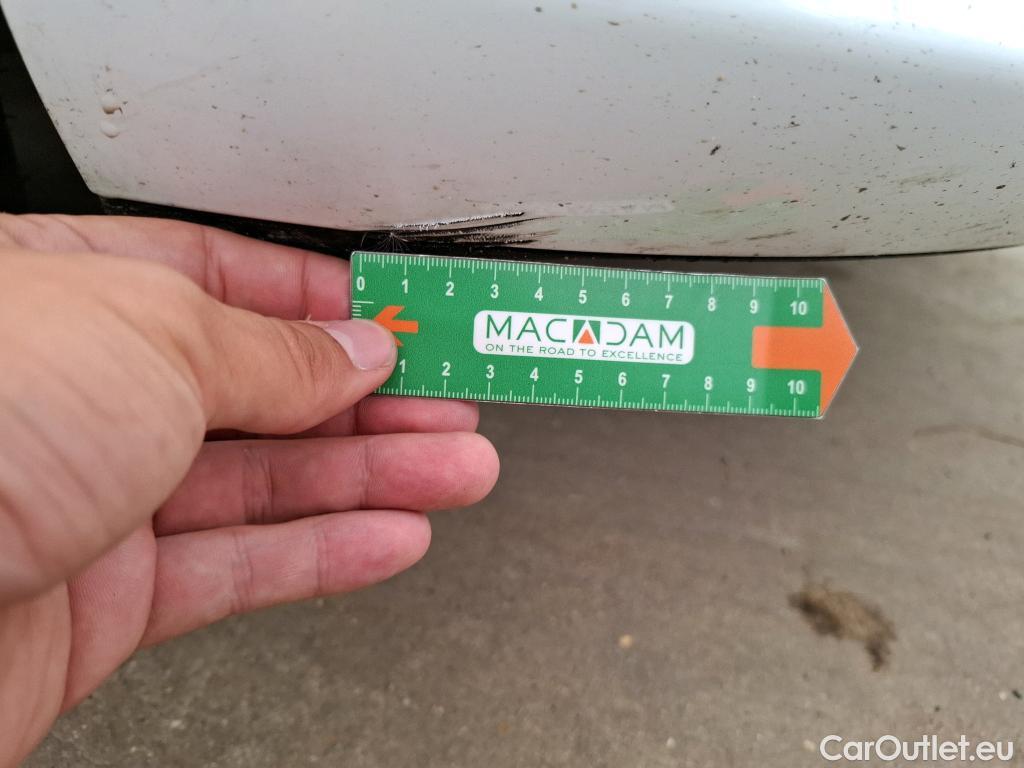 0 1 2 3 4 5 6 7 8 9 10
MACADAM
ON THE ROAD TO EXCELLENCE
1 2 3 4 5 6 7 8 9 10
CarOutlet.eu